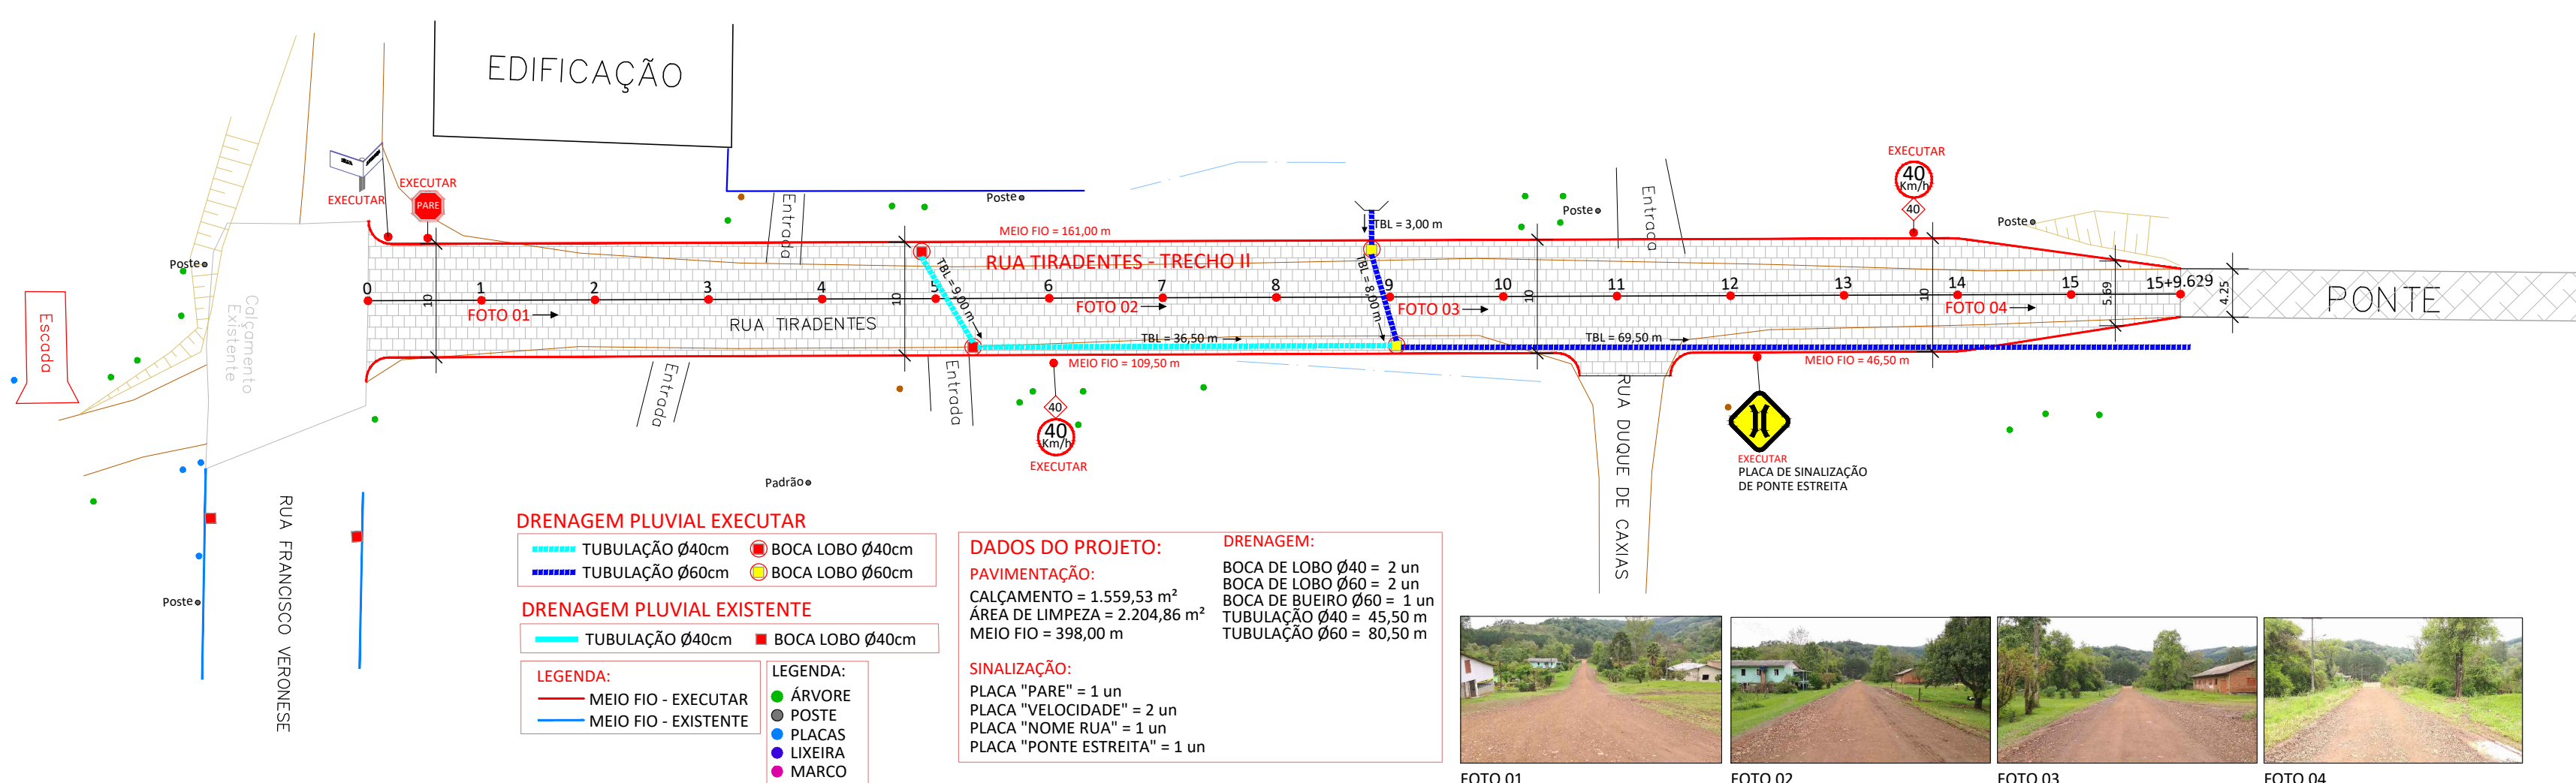 EDIFICAÇÃO
EXECUTAR
EXECUTAR
PARE
RUA
Poste
Escada
Calçamento
Existente
Entrada
Poste
MEIO FIO = 161,00 m
TBL = 3,00 m
Poste
Entrada
EXECUTAR
40
Km/h
40
Poste
RUA TIRADENTES - TRECHO II
0
1
2
3
4
5
6
7
8
9
10
11
12
13
14
15
15+9.629
10
10
10
10
5.69
4.25
PONTE
FOTO 01
FOTO 02
FOTO 03
FOTO 04
TBL = 9,00 m
TBL = 8,00 m
RUA TIRADENTES
TBL = 36,50 m
TBL = 69,50 m
MEIO FIO = 109,50 m
MEIO FIO = 46,50 m
Entrada
Entrada
40
40
Km/h
EXECUTAR
RUA DUQUE DE CAXIAS
EXECUTAR
PLACA DE SINALIZAÇÃO
DE PONTE ESTREITA
Padrão
Poste
RUA FRANCISCO VERONESE
DRENAGEM PLUVIAL EXECUTAR
TUBULAÇÃO Ø40cm BOCA LOBO Ø40cm
TUBULAÇÃO Ø60cm BOCA LOBO Ø60cm
DRENAGEM PLUVIAL EXISTENTE
TUBULAÇÃO Ø40cm BOCA LOBO Ø40cm
LEGENDA:
MEIO FIO - EXECUTAR
MEIO FIO - EXISTENTE
LEGENDA:
ÁRVORE
POSTE
PLACAS
LIXEIRA
MARCO
DADOS DO PROJETO:
PAVIMENTAÇÃO:
CALÇAMENTO = 1.559,53 m²
ÁREA DE LIMPEZA = 2.204,86 m²
MEIO FIO = 398,00 m
SINALIZAÇÃO:
PLACA "PARE" = 1 un
PLACA "VELOCIDADE" = 2 un
PLACA "NOME RUA" = 1 un
PLACA "PONTE ESTREITA" = 1 un
DRENAGEM:
BOCA DE LOBO Ø40 = 2 un
BOCA DE LOBO Ø60 = 2 un
BOCA DE BUEIRO Ø60 = 1 un
TUBULAÇÃO Ø40 = 45,50 m
TUBULAÇÃO Ø60 = 80,50 m
FOTO 01
FOTO 02
FOTO 03
FOTO 04